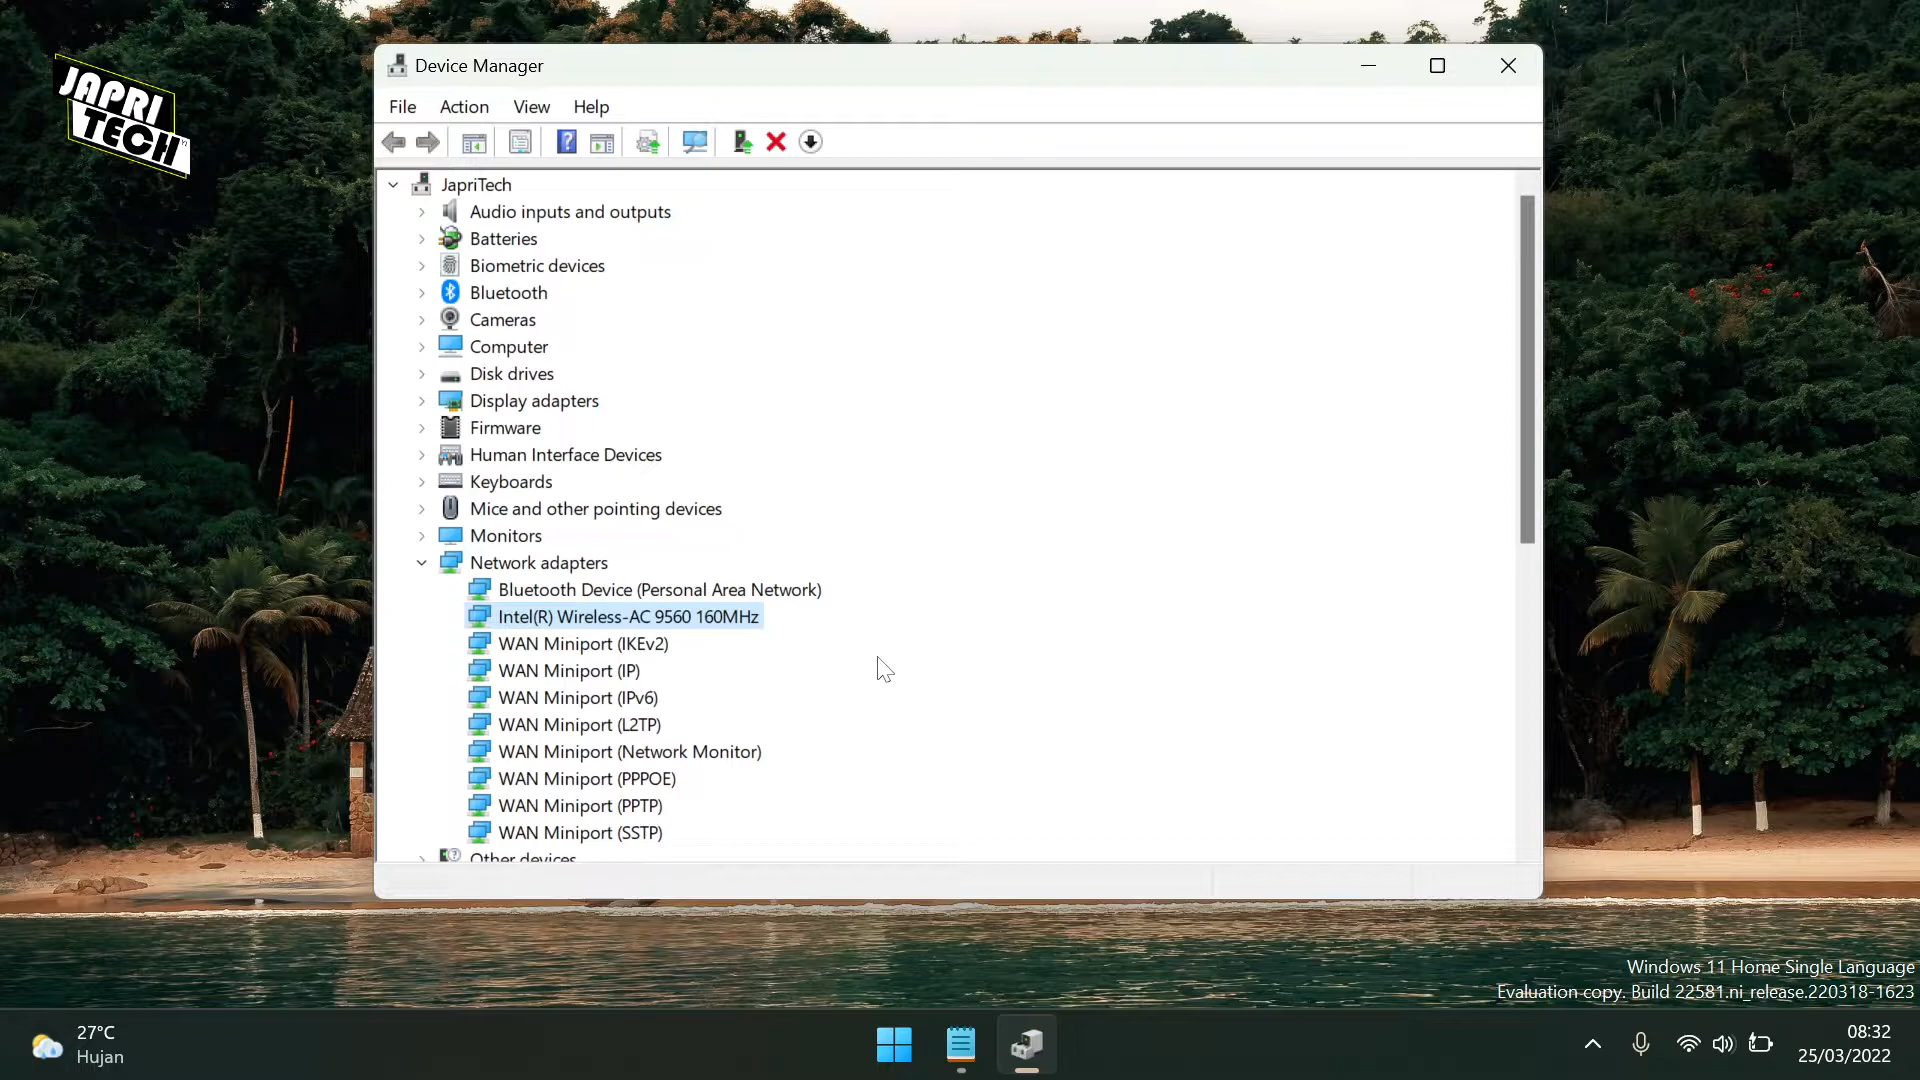 JAPRI
TECH
Device Manager
File Action View Help
JapriTech
Audio inputs and outputs
Batteries
Biometric devices
Bluetooth
Cameras
Computer
Disk drives
Display adapters
Firmware
Human Interface Devices
Keyboards
Mice and other pointing devices
Monitors
Network adapters
Bluetooth Device (Personal Area Network)
Intel(R) Wireless-AC 9560 160MHz
WAN Miniport (IKEv2)
WAN Miniport (IP)
WAN Miniport (IPv6)
WAN Miniport (L2TP)
WAN Miniport (Network Monitor)
WAN Miniport (PPPOE)
WAN Miniport (PPTP)
WAN Miniport (SSTP)
Other devices
Windows 11 Home Single Language
Evaluation copy. Build 22581.ni_release.220318-1623
27°C
Hujan
08:32
25/03/2022